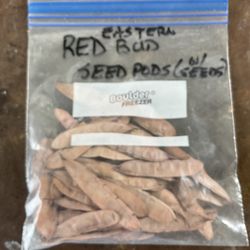 EASTERN
RED BUD
SEED PODS (W/ SEEDS)
Boulder
FREEZER